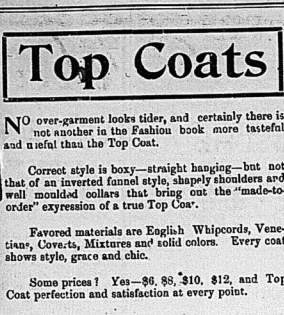 Top Coats
NO over-garment looks tider, and certainly there is
not another in the Fashion book more tasteful
and useful than the Top Coat.
Correct style is boxy—straight hanging—but not
that of an inverted funnel style, shapely shoulders and
well moulded collars that bring out the "made-to-
order" exyression of a true Top Coat.
Favored materials are English Whipcords, Vene-
tians, Coverts, Mixtures and solid colors. Every coat
shows style, grace and chic.
Some prices? Yes—$6, $8, $10, $12, and Top
Coat perfection and satisfaction at every point.